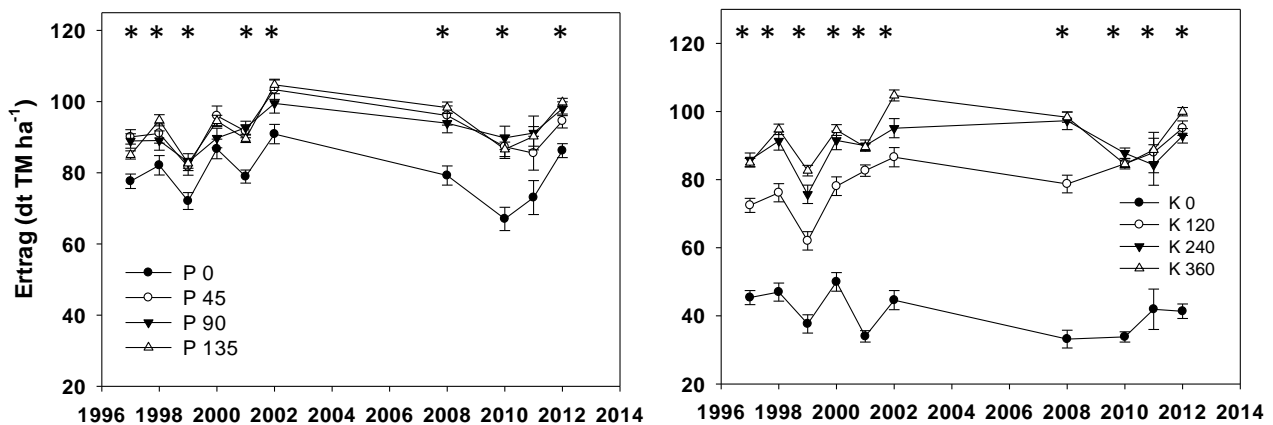 Ertrag (dt TM ha⁻¹)
120
100
80
60
40
20
* * * * * * * *
P 0
P 45
P 90
P 135
1996 1998 2000 2002 2004 2006 2008 2010 2012 2014
120
100
80
60
40
20
* * * * * * * * * *
K 0
K 120
K 240
K 360
1996 1998 2000 2002 2004 2006 2008 2010 2012 2014